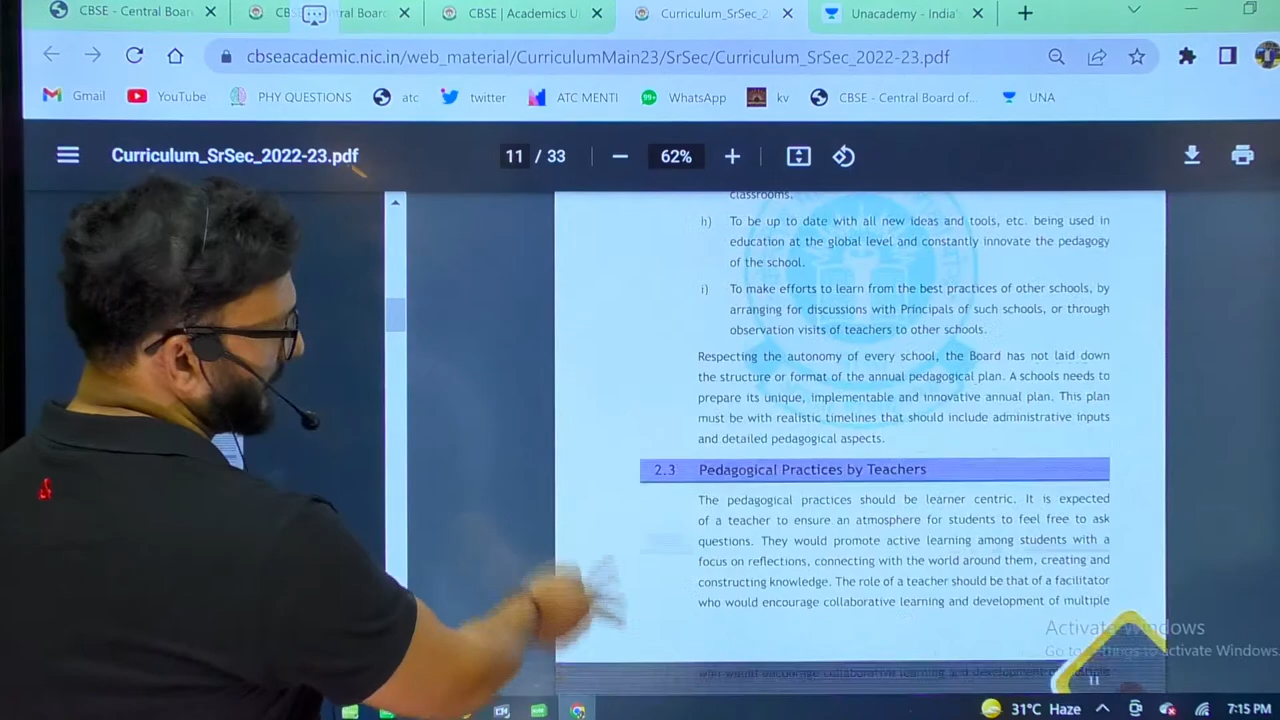 CBSE - Central Boar
CB
ral Board
CBSE | Academics U
Curriculum_SrSec_2
Unacademy - India'
cbseacademic.nic.in/web_material/CurriculumMain23/SrSec/Curriculum_SrSec_2022-23.pdf
Gmail
YouTube
PHY QUESTIONS
atc
twitter
ATC MENTI
99+
WhatsApp
kv
CBSE - Central Board of...
UNA
Curriculum_SrSec_2022-23.pdf
11 / 33
62%
classrooms.
h) To be up to date with all new ideas and tools, etc. being used in
education at the global level and constantly innovate the pedagogy
of the school.
i) To make efforts to learn from the best practices of other schools, by
arranging for discussions with Principals of such schools, or through
observation visits of teachers to other schools.
Respecting the autonomy of every school, the Board has not laid down
the structure or format of the annual pedagogical plan. A schools needs to
prepare its unique, implementable and innovative annual plan. This plan
must be with realistic timelines that should include administrative inputs
and detailed pedagogical aspects.
2.3 Pedagogical Practices by Teachers
The pedagogical practices should be learner centric. It is expected
of a teacher to ensure an atmosphere for students to feel free to ask
questions. They would promote active learning among students with a
focus on reflections, connecting with the world around them, creating and
constructing knowledge. The role of a teacher should be that of a facilitator
who would encourage collaborative learning and development of multiple
Activate Windows
Go to Settings to activate Windows.
11
31°C Haze
7:15 PM